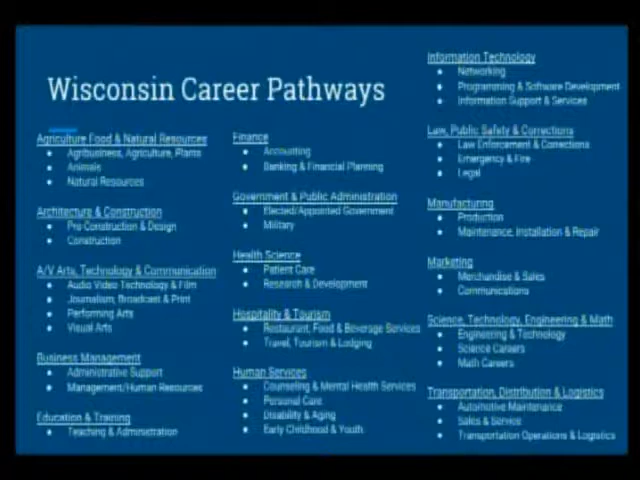 Wisconsin Career Pathways
Agriculture Food & Natural Resources
● Agribusiness, Agriculture, Plants
● Animals
● Natural Resources
Architecture & Construction
● Pre Construction & Design
● Construction
A/V Arts, Technology & Communication
● Audio Video Technology & Film
● Journalism, Broadcast & Print
● Performing Arts
● Visual Arts
Business Management
● Administrative Support
● Management/Human Resources
Education & Training
● Teaching & Administration
Finance
● Accounting
● Banking & Financial Planning
Government & Public Administration
● Elected/Appointed Government
● Military
Health Science
● Patient Care
● Research & Development
Hospitality & Tourism
● Restaurant, Food & Beverage Services
● Travel, Tourism & Lodging
Human Services
● Counseling & Mental Health Services
● Personal Care
● Disability & Aging
● Early Childhood & Youth
Information Technology
● Networking
● Programming & Software Development
● Information Support & Services
Law, Public Safety & Corrections
● Law Enforcement & Corrections
● Emergency & Fire
● Legal
Manufacturing
● Production
● Maintenance, Installation & Repair
Marketing
● Merchandise & Sales
● Communications
Science, Technology, Engineering & Math
● Engineering & Technology
● Science Careers
● Math Careers
Transportation, Distribution & Logistics
● Automotive Maintenance
● Sales & Service
● Transportation Operations & Logistics